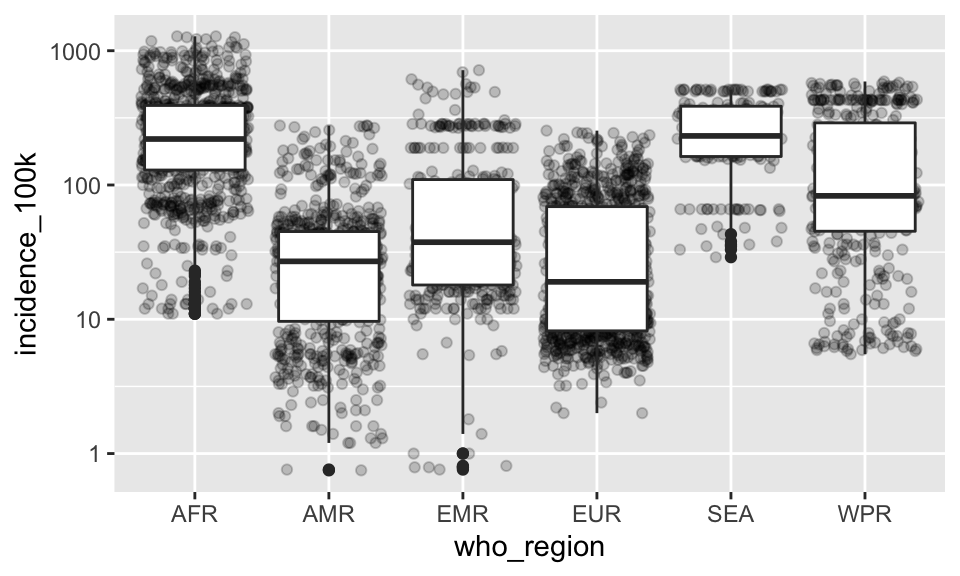 incidence_100k
1000
100
10
1
AFR AMR EMR EUR SEA WPR
who_region